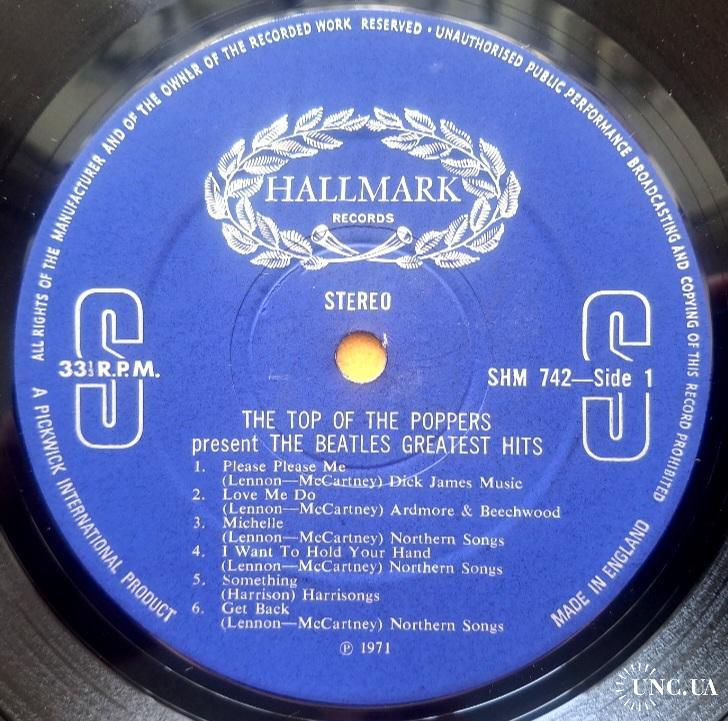 ALL RIGHTS OF THE MANUFACTURER AND OF THE OWNER OF THE RECORDED WORK RESERVED · UNAUTHORISED PUBLIC PERFORMANCE BROADCASTING AND COPYING OF THIS RECORD PROHIBITED
HALLMARK
RECORDS
STEREO
S
S
33⅓ R.P.M.
SHM 742—Side 1
THE TOP OF THE POPPERS
present THE BEATLES GREATEST HITS
1. Please Please Me
(Lennon—McCartney) Dick James Music
2. Love Me Do
(Lennon—McCartney) Ardmore & Beechwood
3. Michelle
(Lennon—McCartney) Northern Songs
4. I Want To Hold Your Hand
(Lennon—McCartney) Northern Songs
5. Something
(Harrison) Harrisongs
6. Get Back
(Lennon—McCartney) Northern Songs
℗ 1971
A PICKWICK INTERNATIONAL PRODUCT
MADE IN ENGLAND
UNC.UA